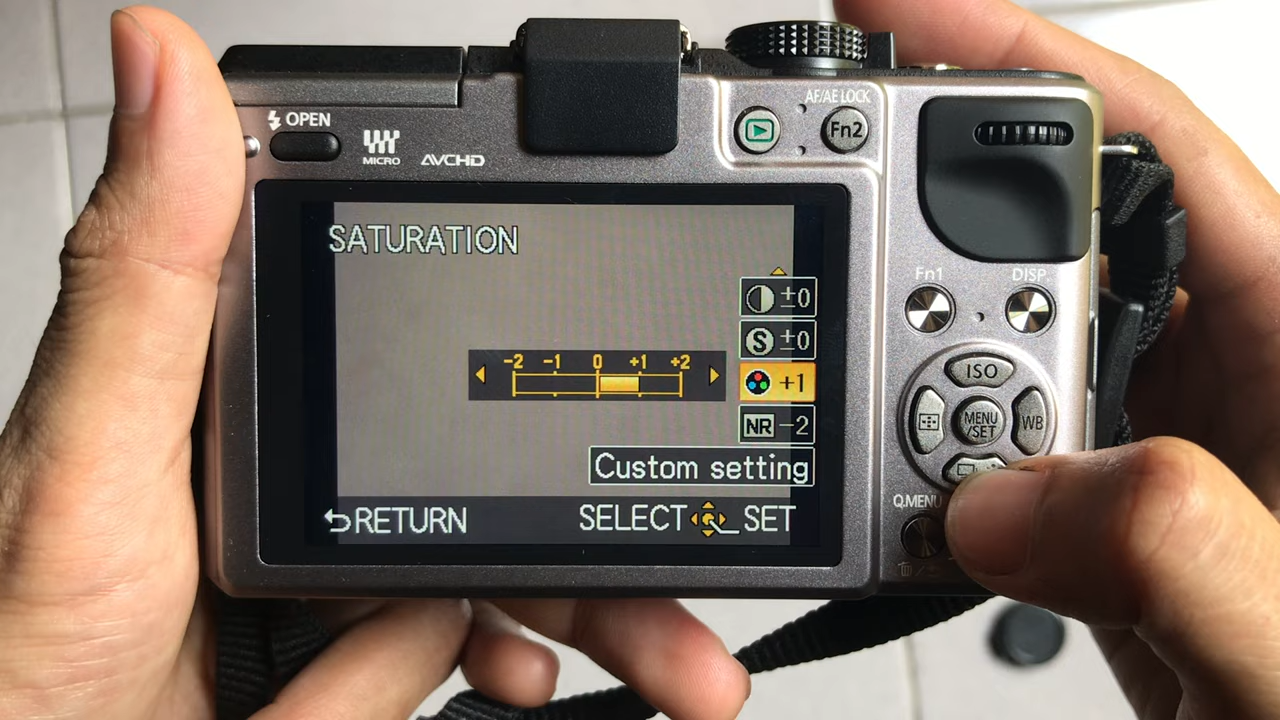 AF/AE LOCK
OPEN
Fn2
MICRO
AVCHD
SATURATION
Fn1 DISP.
±0
S ±0
-2 -1 0 +1 +2
+1
ISO
MENU
/SET
WB
NR -2
Custom setting
Q.MENU
RETURN SELECT SET